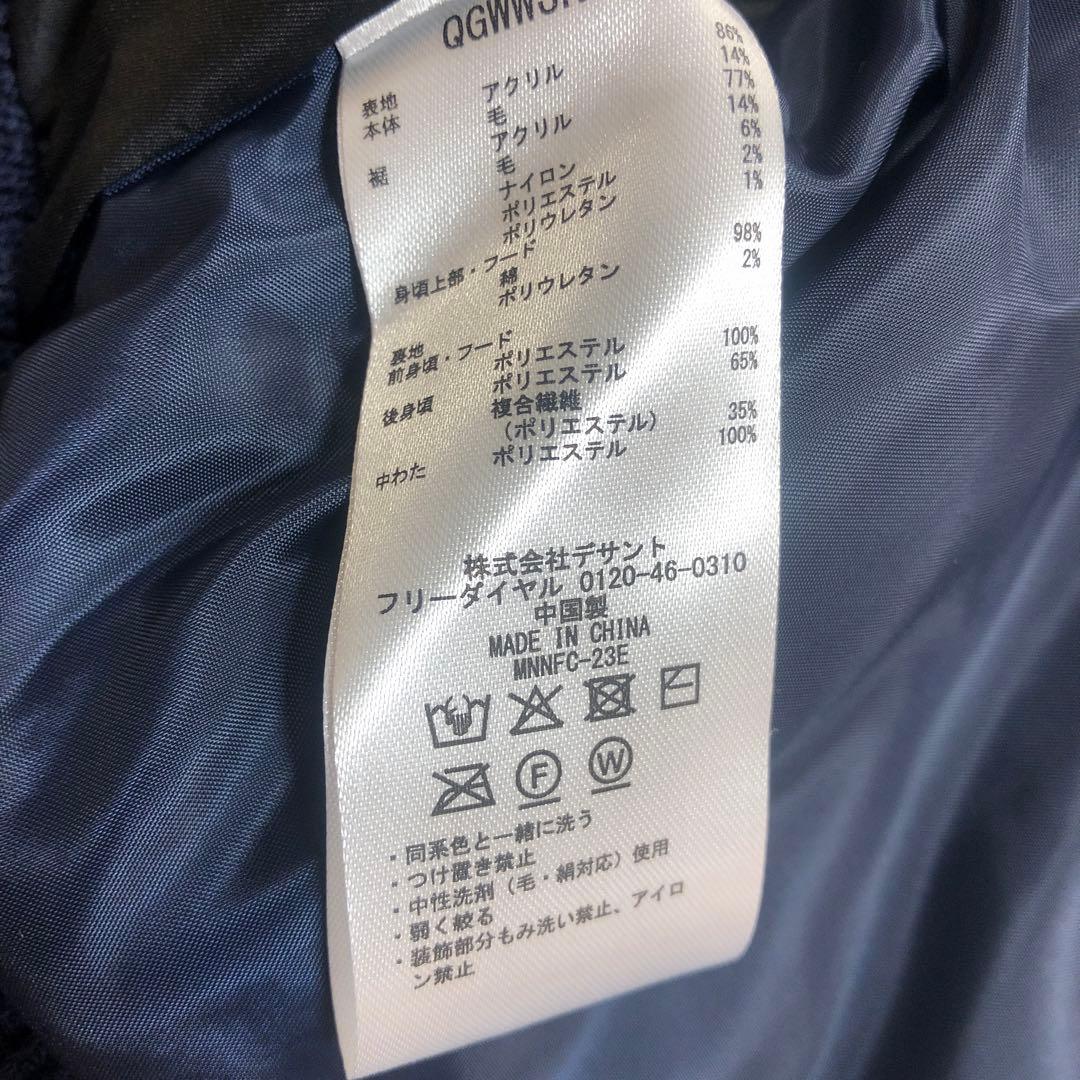 QGWW
86%
表地
本体 アクリル 14%
毛 77%
裾 アクリル 14%
毛 6%
ナイロン 2%
ポリエステル 1%
ポリウレタン
身頃上部・フード
綿 98%
ポリウレタン 2%
裏地
前身頃・フード
ポリエステル 100%
後身頃 ポリエステル 65%
複合繊維
(ポリエステル) 35%
中わた ポリエステル 100%
株式会社デサント
フリーダイヤル 0120-46-0310
中国製
MADE IN CHINA
MNNFC-23E
F W
・同系色と一緒に洗う
・つけ置き禁止
・中性洗剤(毛・絹対応)使用
・弱く絞る
・装飾部分もみ洗い禁止、アイロ
ン禁止